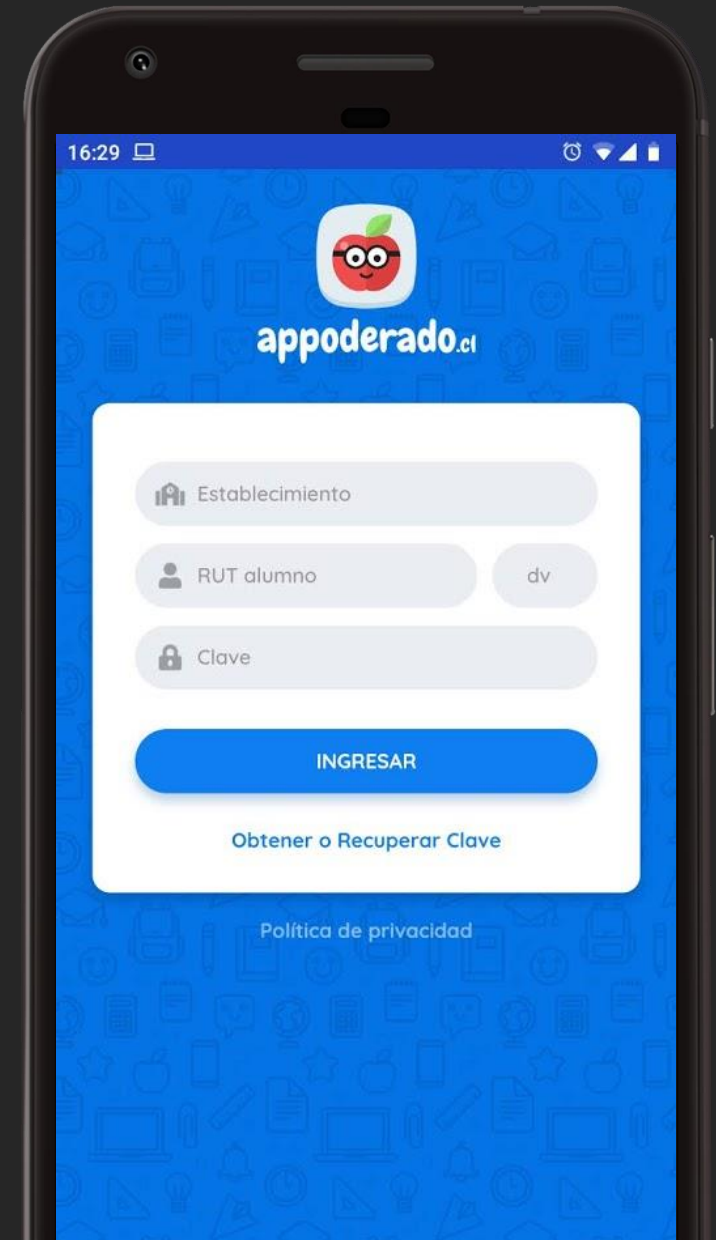 16:29
appoderado.cl
Establecimiento
RUT alumno dv
Clave
INGRESAR
Obtener o Recuperar Clave
Política de privacidad